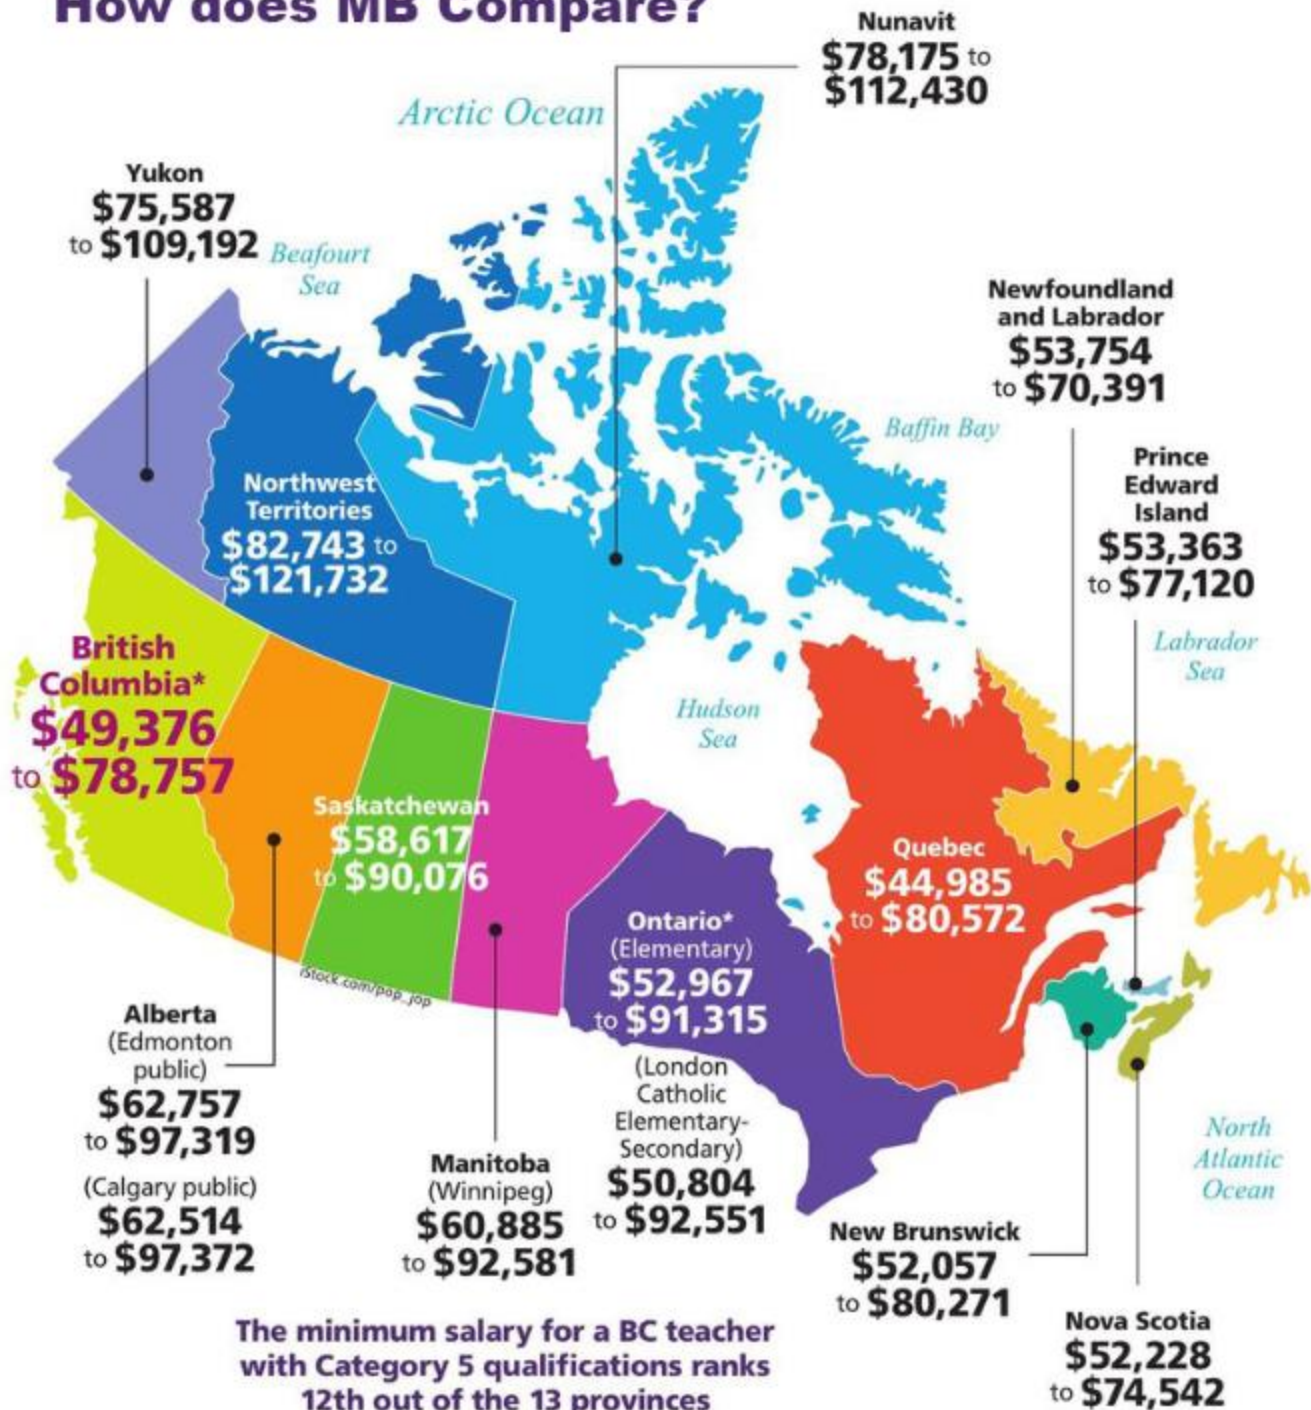 How does MB Compare?
Nunavit
$78,175 to
$112,430
Arctic Ocean
Yukon
$75,587
to $109,192
Beafourt
Sea
Newfoundland
and Labrador
$53,754
to $70,391
Baffin Bay
Prince
Edward
Island
$53,363
to $77,120
Northwest
Territories
$82,743 to
$121,732
Labrador
Sea
British
Columbia*
$49,376
to $78,757
Hudson
Sea
Saskatchewan
$58,617
to $90,076
Quebec
$44,985
to $80,572
Ontario*
(Elementary)
$52,967
to $91,315
(London
Catholic
Elementary-
Secondary)
$50,804
to $92,551
iStock.com/pop_jop
Alberta
(Edmonton
public)
$62,757
to $97,319
(Calgary public)
$62,514
to $97,372
Manitoba
(Winnipeg)
$60,885
to $92,581
North
Atlantic
Ocean
New Brunswick
$52,057
to $80,271
Nova Scotia
$52,228
to $74,542
The minimum salary for a BC teacher
with Category 5 qualifications ranks
12th out of the 13 provinces